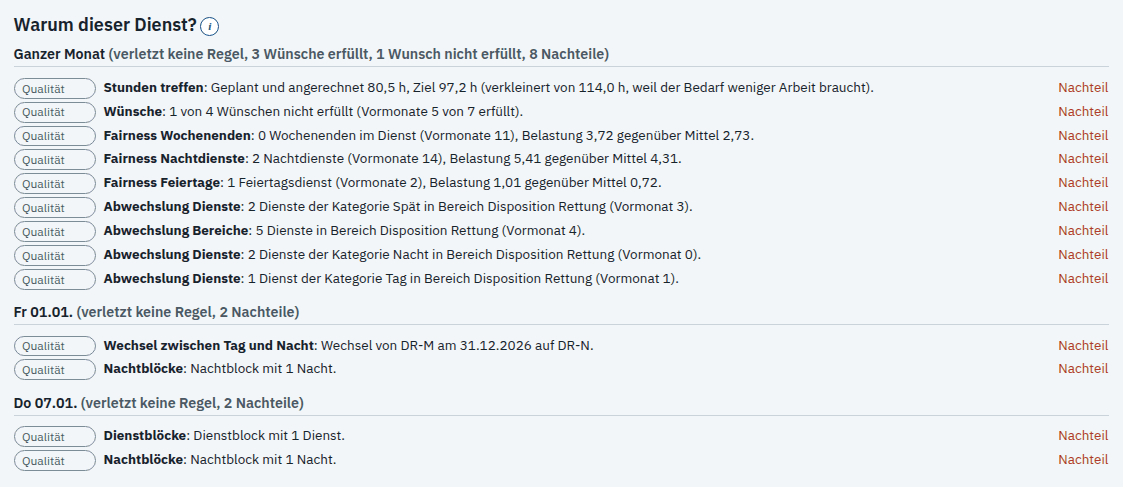 Warum dieser Dienst? i
Ganzer Monat (verletzt keine Regel, 3 Wünsche erfüllt, 1 Wunsch nicht erfüllt, 8 Nachteile)
Qualität Stunden treffen: Geplant und angerechnet 80,5 h, Ziel 97,2 h (verkleinert von 114,0 h, weil der Bedarf weniger Arbeit braucht). Nachteil
Qualität Wünsche: 1 von 4 Wünschen nicht erfüllt (Vormonate 5 von 7 erfüllt). Nachteil
Qualität Fairness Wochenenden: 0 Wochenenden im Dienst (Vormonate 11), Belastung 3,72 gegenüber Mittel 2,73. Nachteil
Qualität Fairness Nachtdienste: 2 Nachtdienste (Vormonate 14), Belastung 5,41 gegenüber Mittel 4,31. Nachteil
Qualität Fairness Feiertage: 1 Feiertagsdienst (Vormonate 2), Belastung 1,01 gegenüber Mittel 0,72. Nachteil
Qualität Abwechslung Dienste: 2 Dienste der Kategorie Spät in Bereich Disposition Rettung (Vormonat 3). Nachteil
Qualität Abwechslung Bereiche: 5 Dienste in Bereich Disposition Rettung (Vormonat 4). Nachteil
Qualität Abwechslung Dienste: 2 Dienste der Kategorie Nacht in Bereich Disposition Rettung (Vormonat 0). Nachteil
Qualität Abwechslung Dienste: 1 Dienst der Kategorie Tag in Bereich Disposition Rettung (Vormonat 1). Nachteil
Fr 01.01. (verletzt keine Regel, 2 Nachteile)
Qualität Wechsel zwischen Tag und Nacht: Wechsel von DR-M am 31.12.2026 auf DR-N. Nachteil
Qualität Nachtblöcke: Nachtblock mit 1 Nacht. Nachteil
Do 07.01. (verletzt keine Regel, 2 Nachteile)
Qualität Dienstblöcke: Dienstblock mit 1 Dienst. Nachteil
Qualität Nachtblöcke: Nachtblock mit 1 Nacht. Nachteil